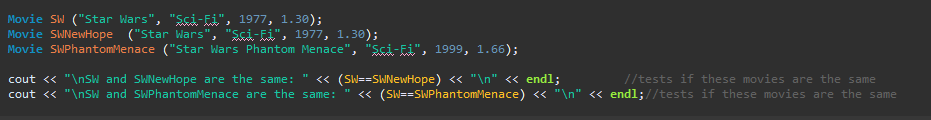 Movie SW ("Star Wars", "Sci-Fi", 1977, 1.30);
Movie SWNewHope  ("Star Wars", "Sci-Fi", 1977, 1.30);
Movie SWPhantomMenace ("Star Wars Phantom Menace", "Sci-Fi", 1999, 1.66);
cout << "\nSW and SWNewHope are the same: " << (SW==SWNewHope) << "\n" << endl;         //tests if these movies are the same
cout << "\nSW and SWPhantomMenace are the same: " << (SW==SWPhantomMenace) << "\n" << endl;//tests if these movies are the same